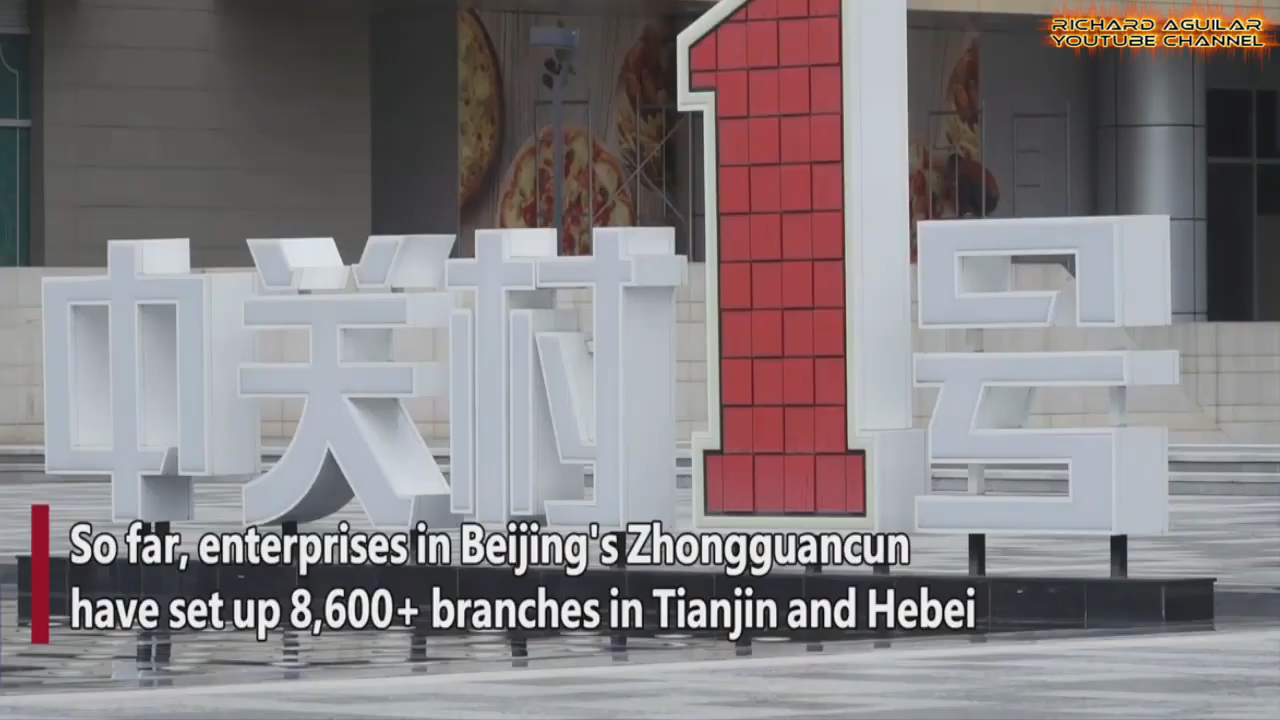 RICHARD AGUILAR
YOUTUBE CHANNEL
中关村1号
So far, enterprises in Beijing's Zhongguancun
have set up 8,600+ branches in Tianjin and Hebei